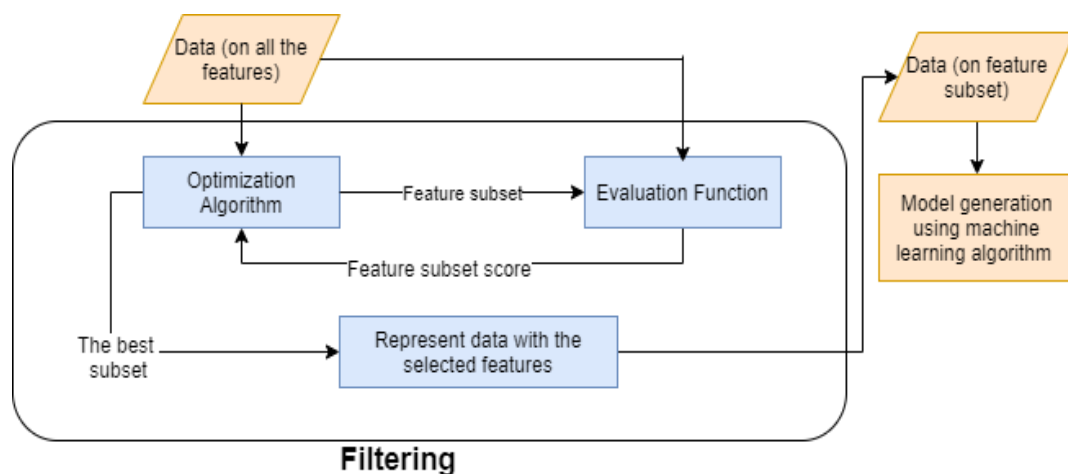 Data (on all the
features)
Data (on feature
subset)
Optimization
Algorithm
Feature subset
Evaluation Function
Model generation
using machine
learning algorithm
Feature subset score
The best
subset
Represent data with the
selected features
Filtering